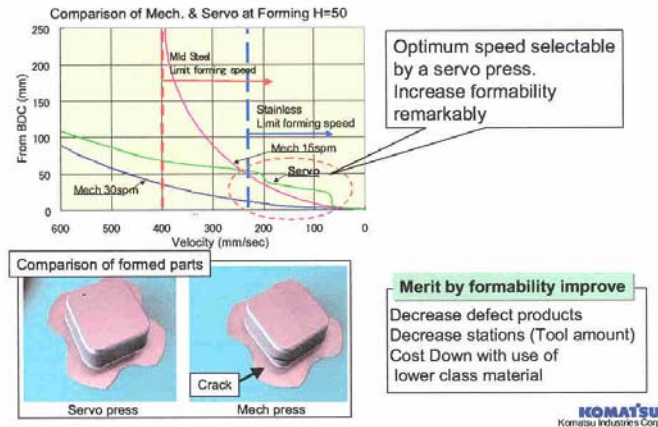 Comparison of Mech. & Servo at Forming H=50
250
200
150
100
50
0
From BDC (mm)
Mild Steel
Limit forming speed
Stainless
Limit forming speed
Mech 15spm
Servo
Mech 30spm
600
500
400
300
200
100
0
Velocity (mm/sec)
Optimum speed selectable
by a servo press.
Increase formability
remarkably
Comparison of formed parts
Crack
Servo press
Mech press
Merit by formability improve
Decrease defect products
Decrease stations (Tool amount)
Cost Down with use of
lower class material
KOMATSU
Komatsu Industries Corp